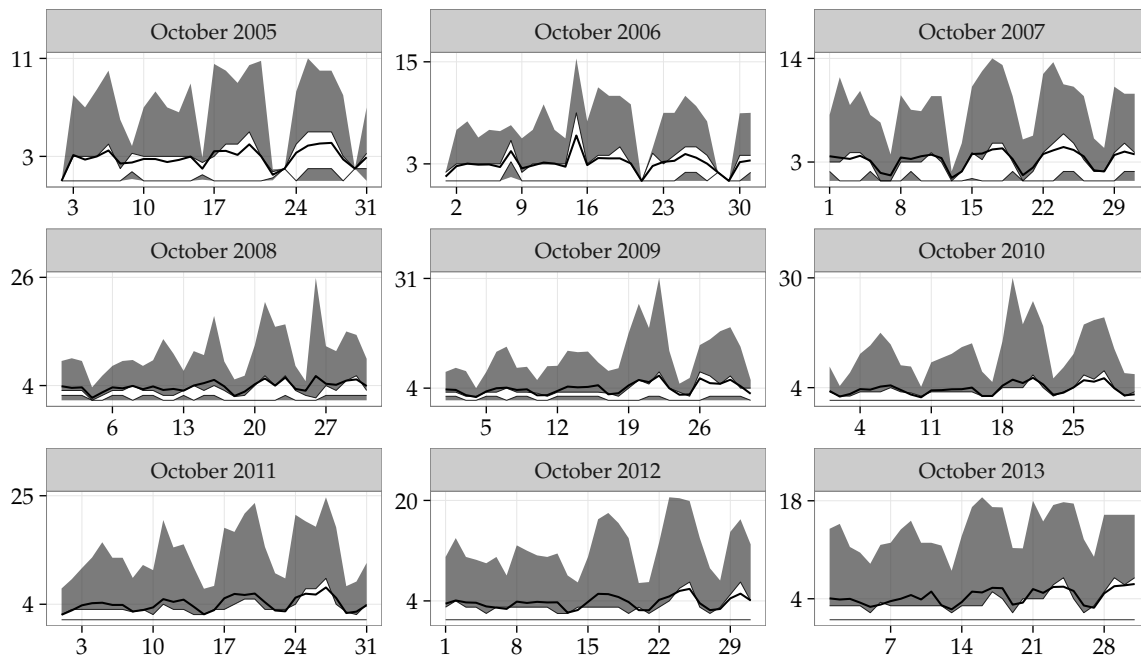 October 2005
October 2006
October 2007
11
3
15
3
14
3
3 10 17 24 31
2 9 16 23 30
1 8 15 22 29
October 2008
October 2009
October 2010
26
4
31
4
30
4
6 13 20 27
5 12 19 26
4 11 18 25
October 2011
October 2012
October 2013
25
4
20
4
18
4
3 10 17 24 31
1 8 15 22 29
7 14 21 28